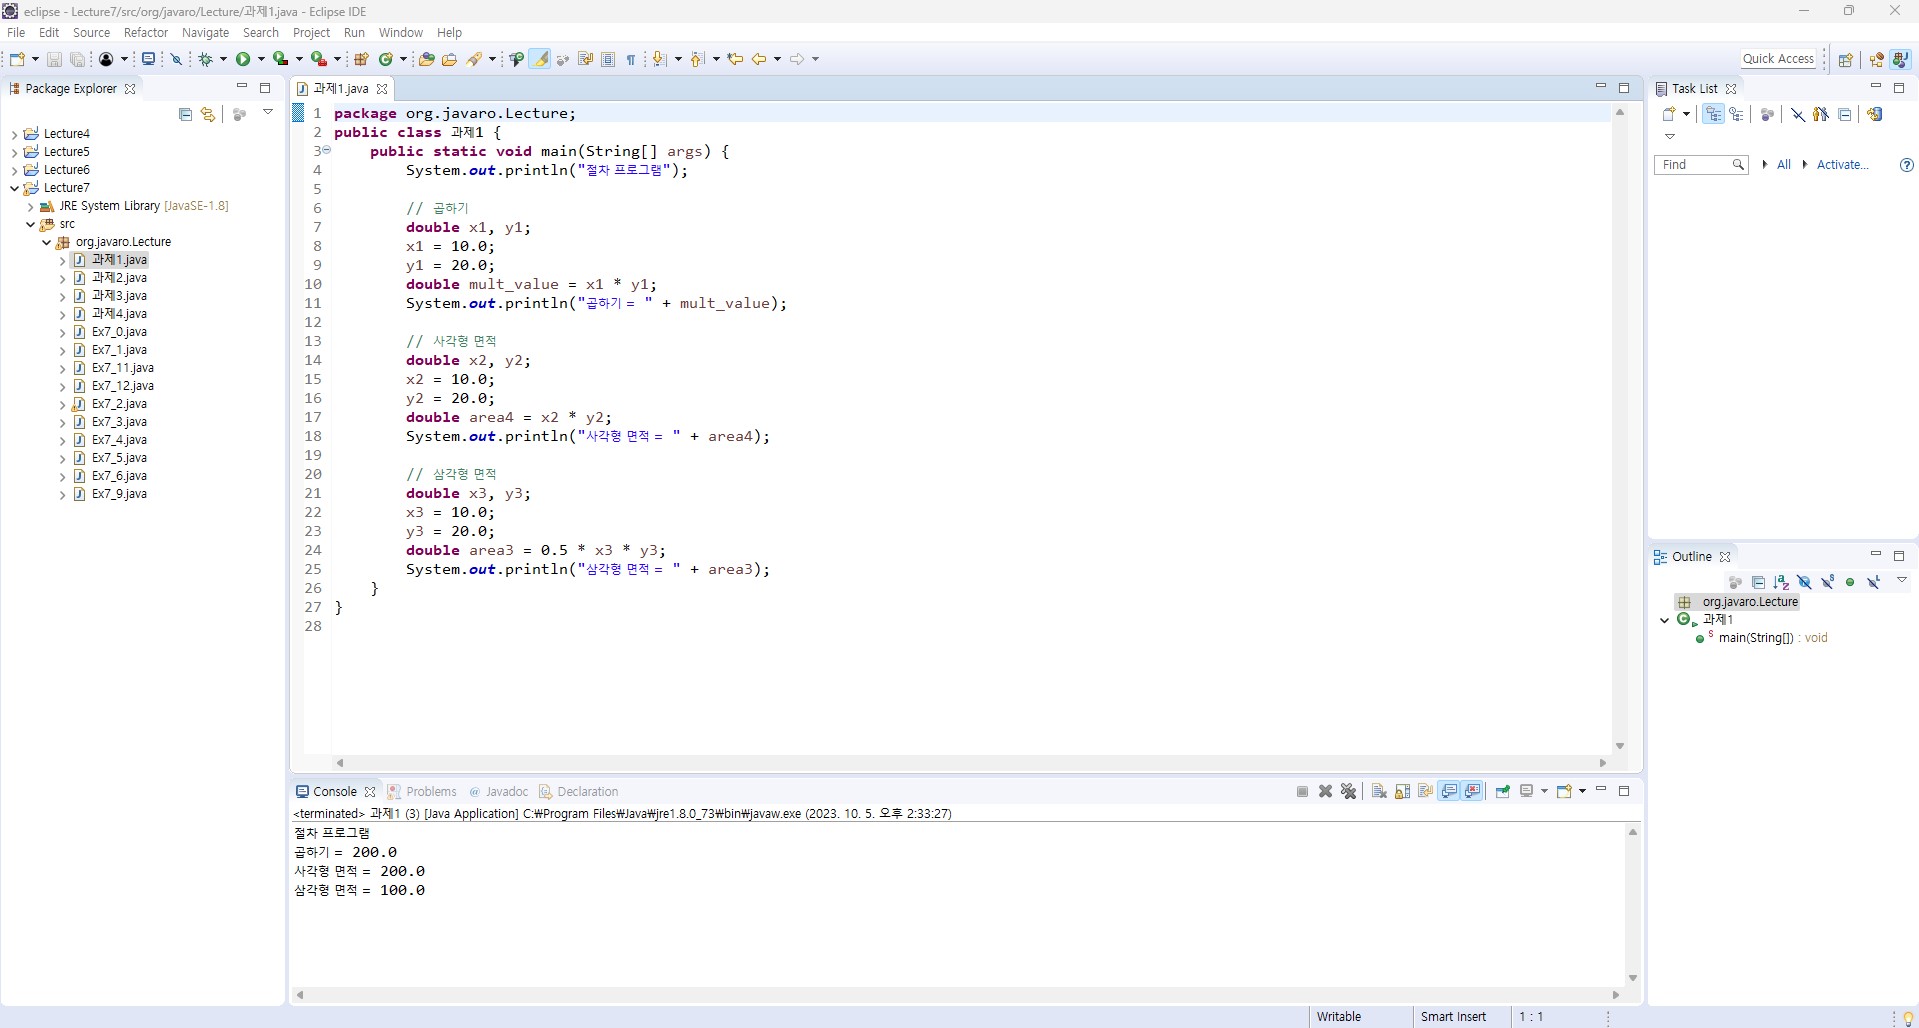 eclipse - Lecture7/src/org/javaro/Lecture/과제1.java - Eclipse IDE
File Edit Source Refactor Navigate Search Project Run Window Help
Quick Access
Package Explorer
Lecture4
Lecture5
Lecture6
Lecture7
JRE System Library [JavaSE-1.8]
src
org.javaro.Lecture
과제1.java
과제2.java
과제3.java
과제4.java
Ex7_0.java
Ex7_1.java
Ex7_11.java
Ex7_12.java
Ex7_2.java
Ex7_3.java
Ex7_4.java
Ex7_5.java
Ex7_6.java
Ex7_9.java
과제1.java
1 package org.javaro.Lecture;
2 public class 과제1 {
3     public static void main(String[] args) {
4         System.out.println("절차 프로그램");
5
6         // 곱하기
7         double x1, y1;
8         x1 = 10.0;
9         y1 = 20.0;
10         double mult_value = x1 * y1;
11         System.out.println("곱하기 = " + mult_value);
12
13         // 사각형 면적
14         double x2, y2;
15         x2 = 10.0;
16         y2 = 20.0;
17         double area4 = x2 * y2;
18         System.out.println("사각형 면적 = " + area4);
19
20         // 삼각형 면적
21         double x3, y3;
22         x3 = 10.0;
23         y3 = 20.0;
24         double area3 = 0.5 * x3 * y3;
25         System.out.println("삼각형 면적 = " + area3);
26     }
27 }
28
Console Problems @ Javadoc Declaration
<terminated> 과제1 (3) [Java Application] C:₩Program Files₩Java₩jre1.8.0_73₩bin₩javaw.exe (2023. 10. 5. 오후 2:33:27)
절차 프로그램
곱하기 = 200.0
사각형 면적 = 200.0
삼각형 면적 = 100.0
Task List
Find All Activate...
Outline
org.javaro.Lecture
과제1
main(String[]) : void
Writable Smart Insert 1 : 1